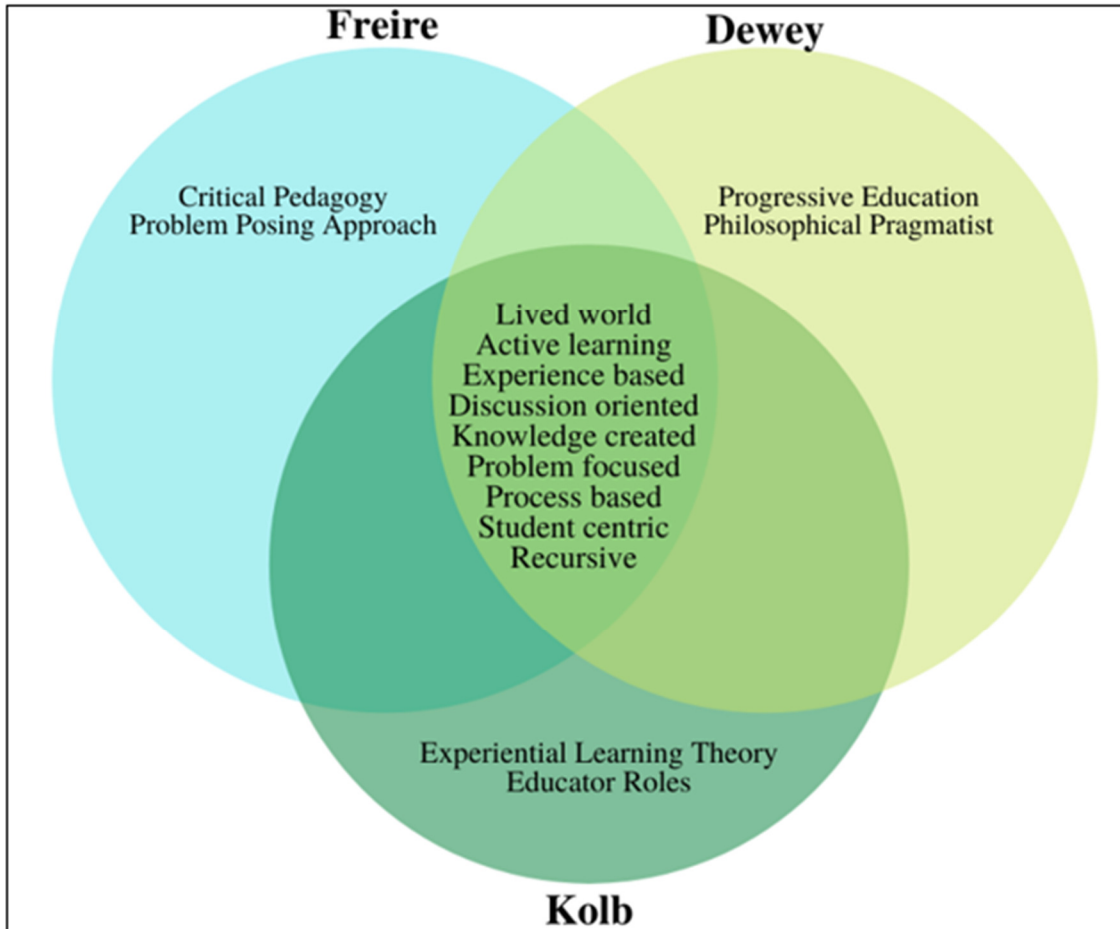 Freire
Dewey
Critical Pedagogy
Problem Posing Approach
Progressive Education
Philosophical Pragmatist
Lived world
Active learning
Experience based
Discussion oriented
Knowledge created
Problem focused
Process based
Student centric
Recursive
Experiential Learning Theory
Educator Roles
Kolb